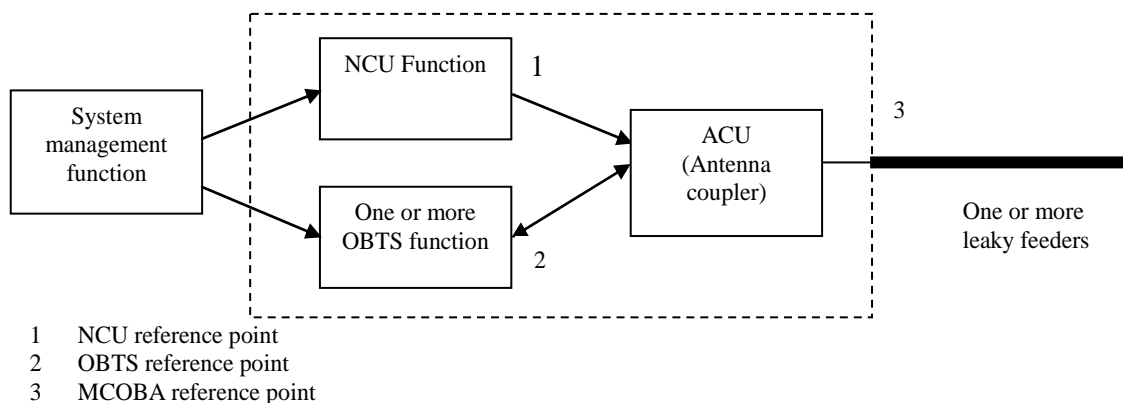 System
management
function
NCU Function
1
One or more
OBTS function
2
ACU
(Antenna
coupler)
3
One or more
leaky feeders
1 NCU reference point
2 OBTS reference point
3 MCOBA reference point